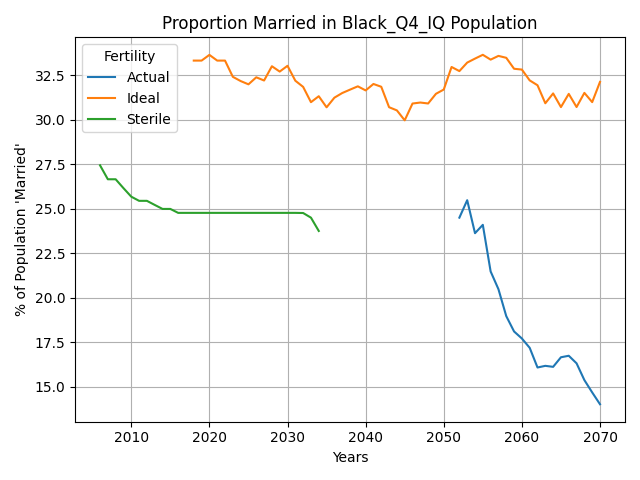 Proportion Married in Black_Q4_IQ Population
Fertility
Actual
Ideal
Sterile
% of Population 'Married'
32.5
30.0
27.5
25.0
22.5
20.0
17.5
15.0
2010 2020 2030 2040 2050 2060 2070
Years